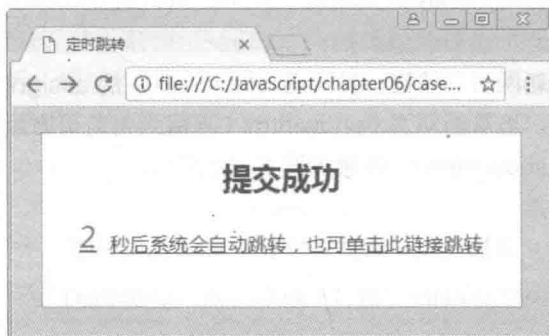 定时跳转
file:///C:/JavaScript/chapter06/case...
提交成功
2 秒后系统会自动跳转，也可单击此链接跳转